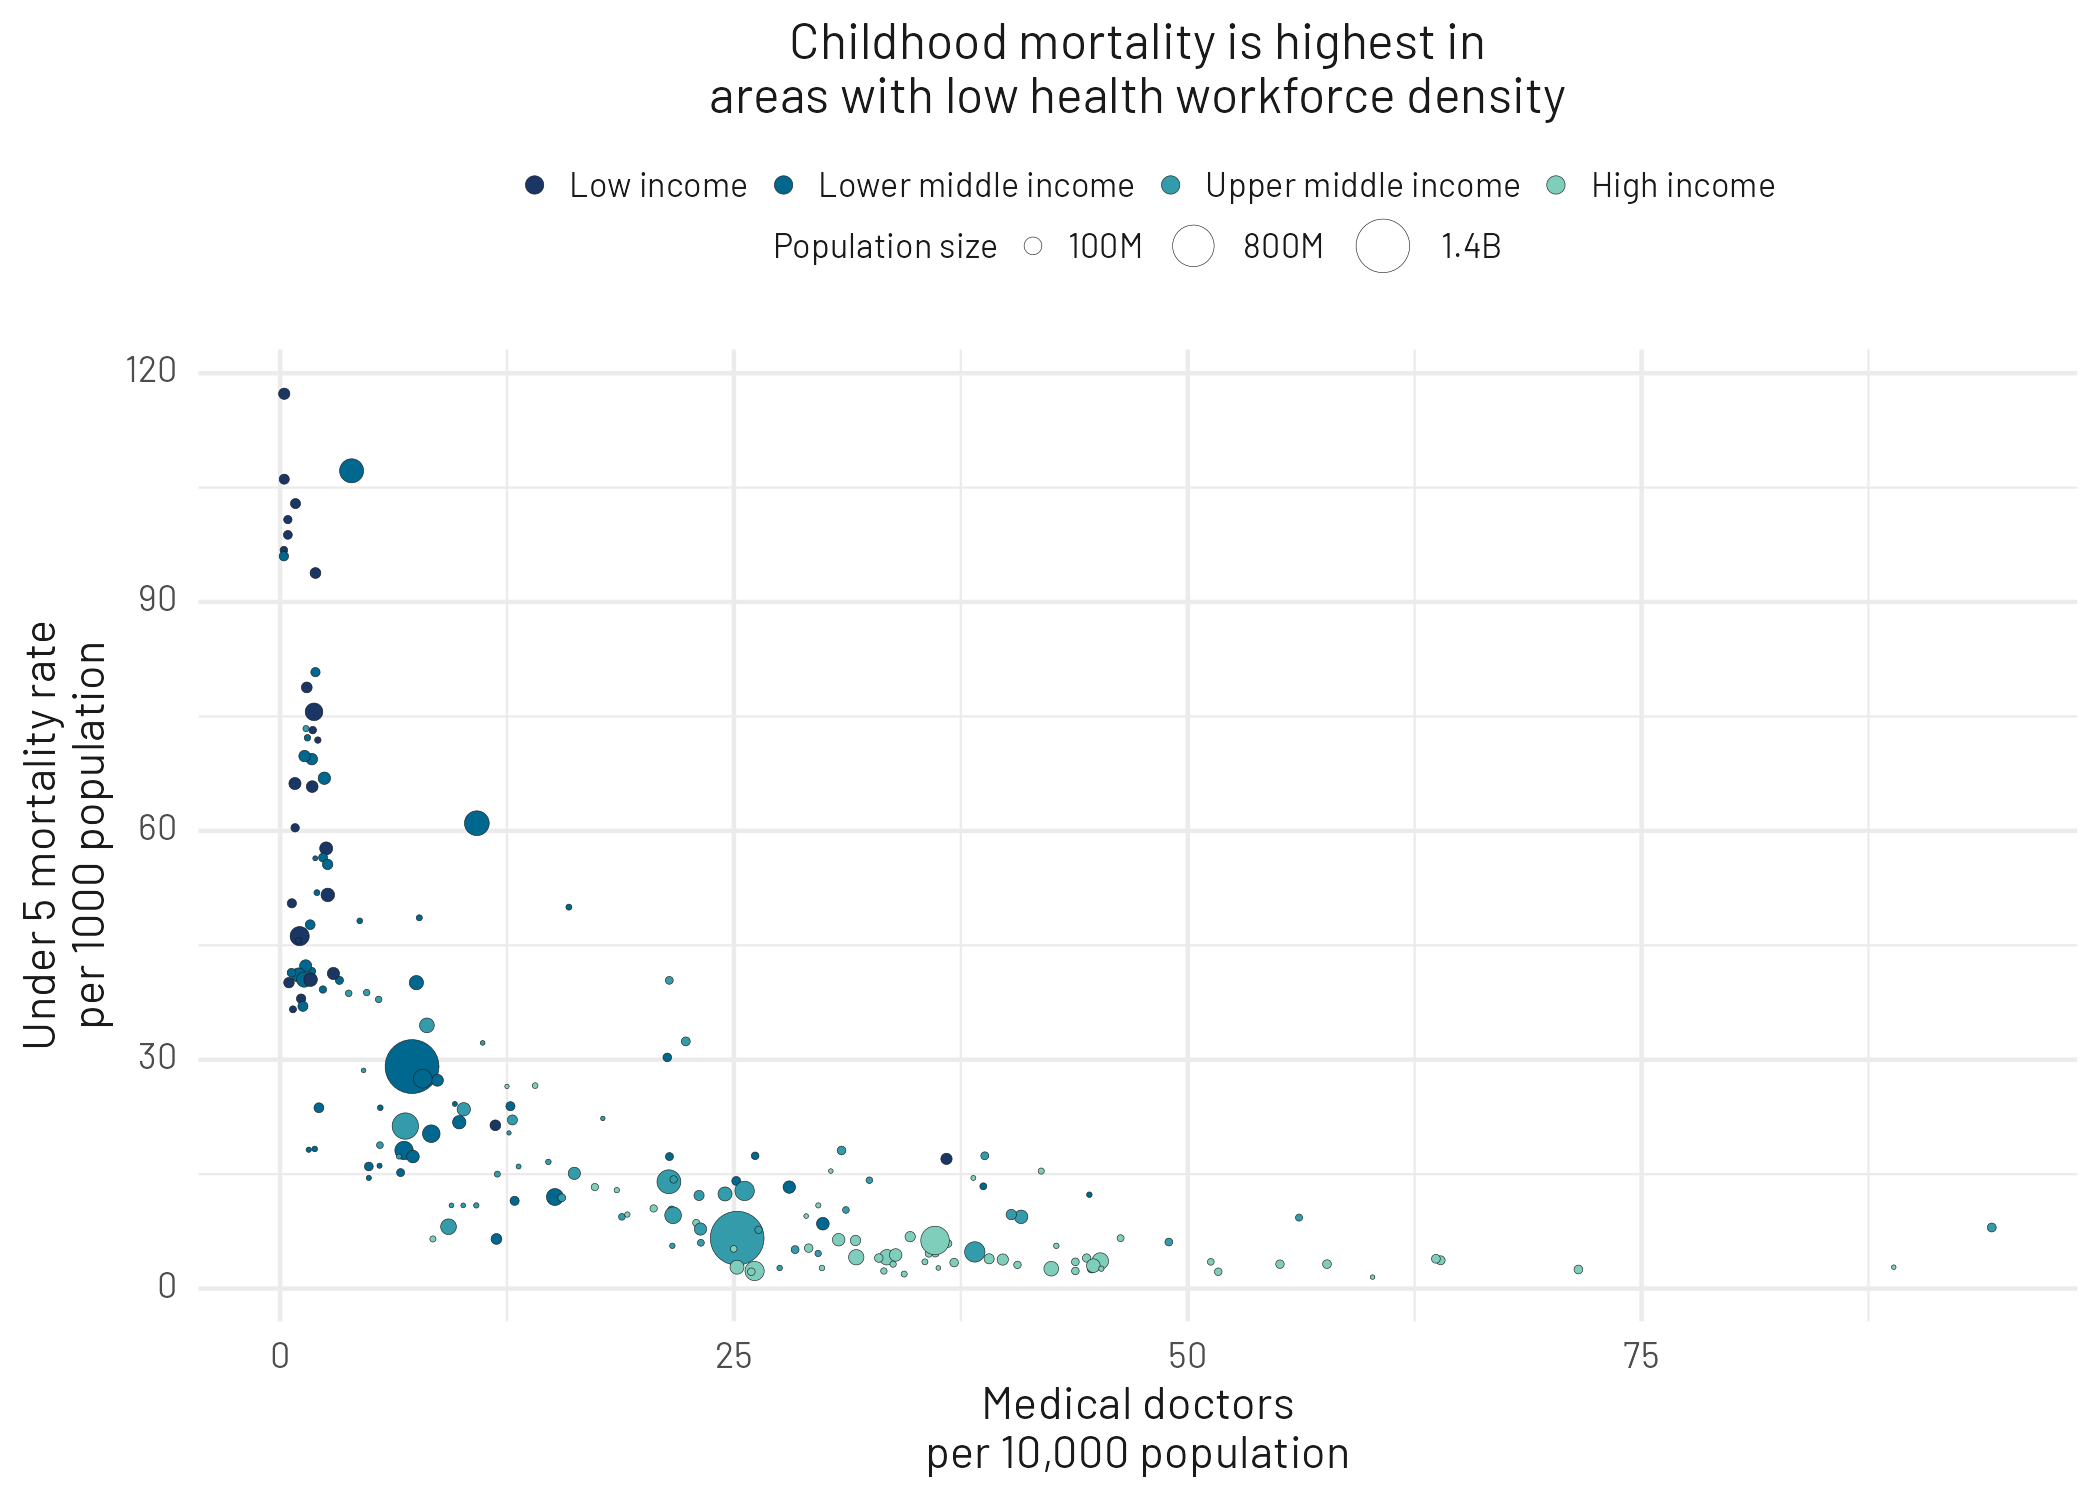 Childhood mortality is highest in
areas with low health workforce density
Low income Lower middle income Upper middle income High income
Population size 100M 800M 1.4B
Under 5 mortality rate
per 1000 population
120
90
60
30
0
0 25 50 75
Medical doctors
per 10,000 population